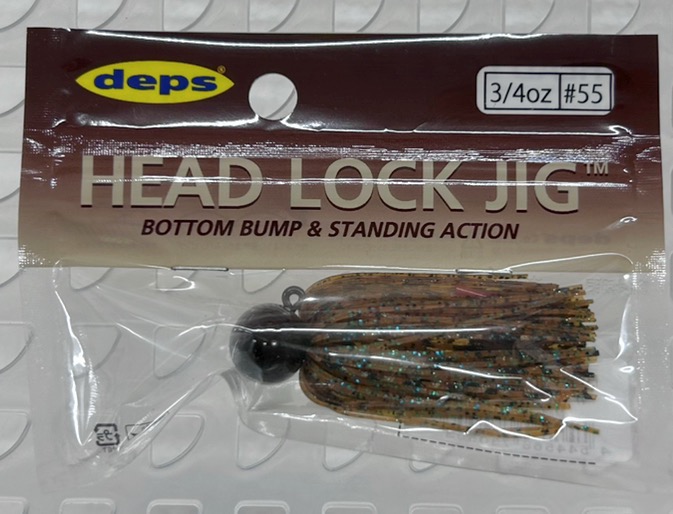 deps®
3/4oz #55
HEAD LOCK JIG™
BOTTOM BUMP & STANDING ACTION